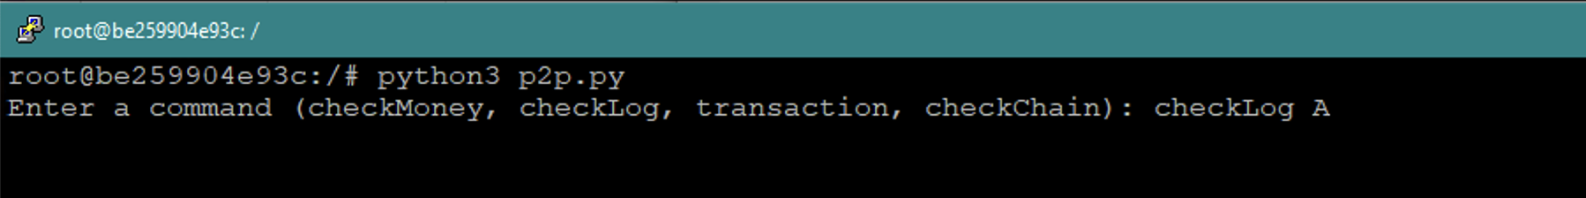 root@be259904e93c: /
root@be259904e93c:/# python3 p2p.py
Enter a command (checkMoney, checkLog, transaction, checkChain): checkLog A